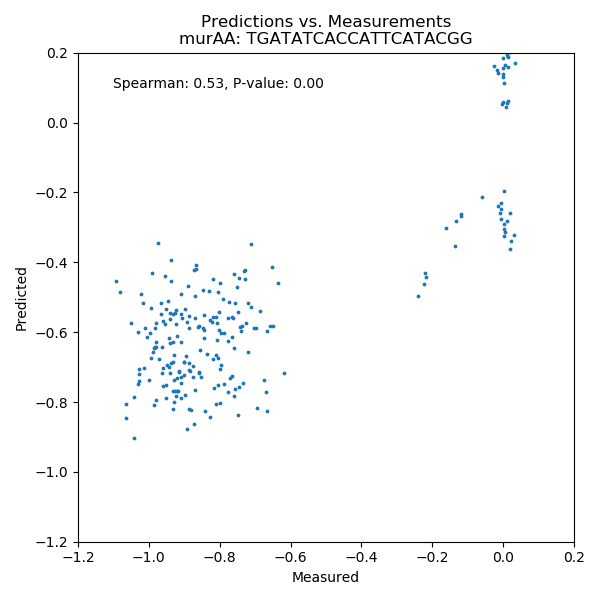 Predictions vs. Measurements
murAA: TGATATCACCATTCATACGG
Spearman: 0.53, P-value: 0.00
0.2
0.0
−0.2
−0.4
−0.6
−0.8
−1.0
−1.2
Predicted
−1.2 −1.0 −0.8 −0.6 −0.4 −0.2 0.0 0.2
Measured